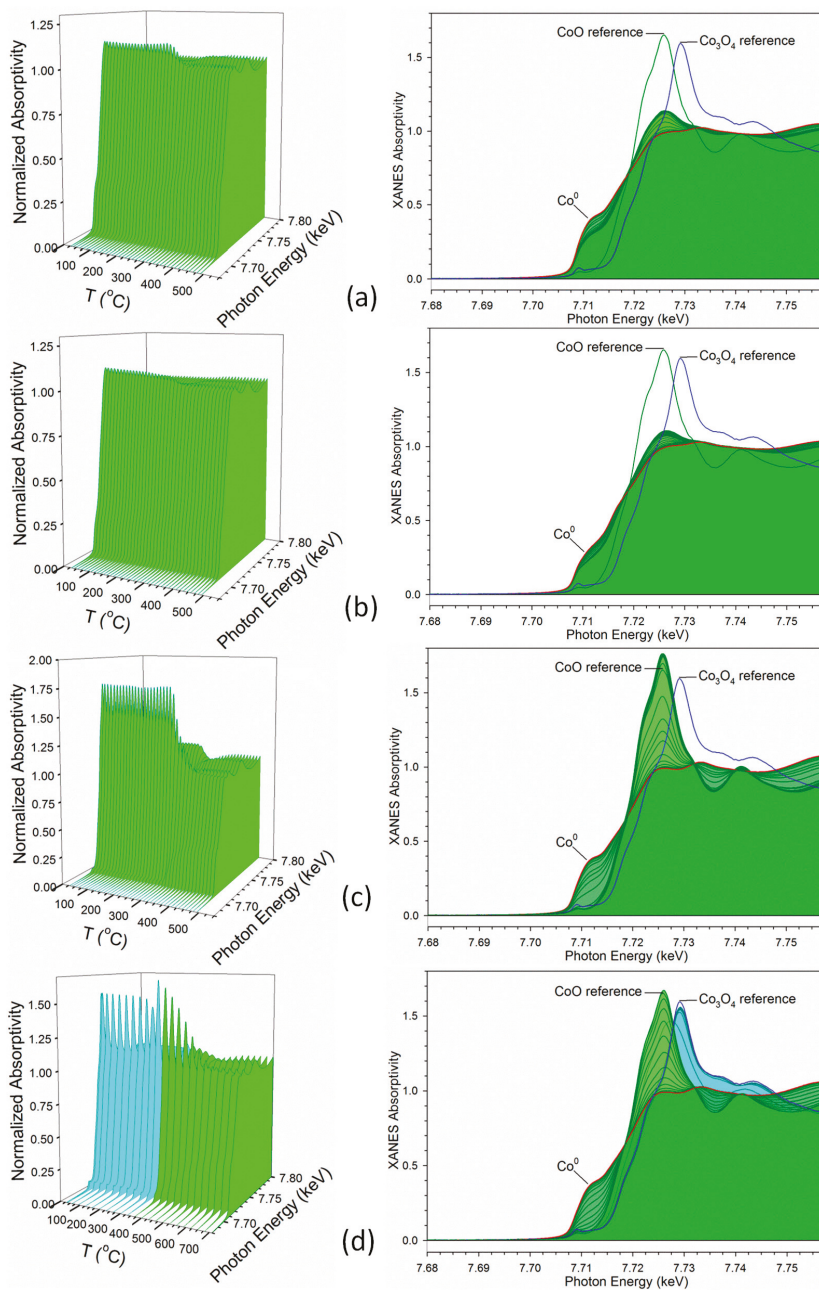 1.25
1.00
0.75
0.50
0.25
0.00
Normalized Absorptivity
100
200
300
400
500
T (°C)
7.70
7.75
7.80
Photon Energy (keV)
(a)
CoO reference
Co₃O₄ reference
Co⁰
1.5
1.0
0.5
0.0
XANES Absorptivity
7.68 7.69 7.70 7.71 7.72 7.73 7.74 7.75
Photon Energy (keV)
1.25
1.00
0.75
0.50
0.25
0.00
Normalized Absorptivity
100
200
300
400
500
T (°C)
7.70
7.75
7.80
Photon Energy (keV)
(b)
CoO reference
Co₃O₄ reference
Co⁰
1.5
1.0
0.5
0.0
XANES Absorptivity
7.68 7.69 7.70 7.71 7.72 7.73 7.74 7.75
Photon Energy (keV)
2.00
1.75
1.50
1.25
1.00
0.75
0.50
0.25
0.00
Normalized Absorptivity
100
200
300
400
500
T (°C)
7.70
7.75
7.80
Photon Energy (keV)
(c)
CoO reference
Co₃O₄ reference
Co⁰
1.5
1.0
0.5
0.0
XANES Absorptivity
7.68 7.69 7.70 7.71 7.72 7.73 7.74 7.75
Photon Energy (keV)
1.50
1.25
1.00
0.75
0.50
0.25
0.00
Normalized Absorptivity
100
200
300
400
500
600
700
T (°C)
7.70
7.75
7.80
Photon Energy (keV)
(d)
CoO reference
Co₃O₄ reference
Co⁰
1.5
1.0
0.5
0.0
XANES Absorptivity
7.68 7.69 7.70 7.71 7.72 7.73 7.74 7.75
Photon Energy (keV)